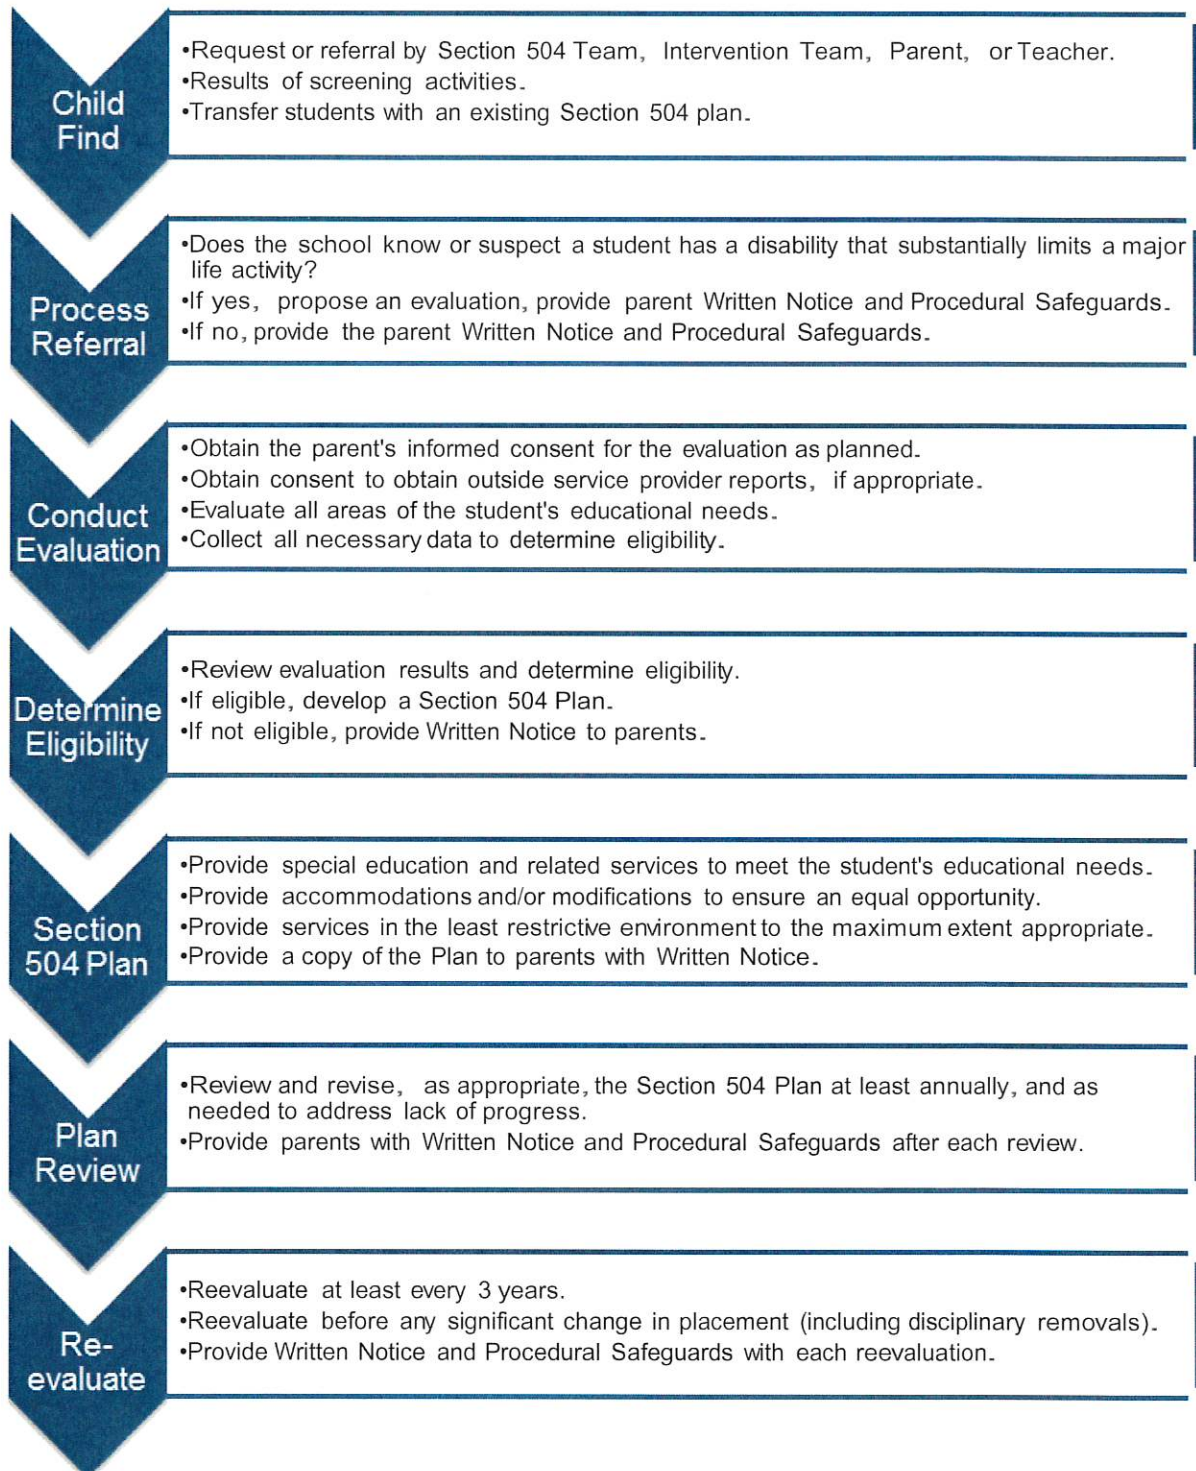 Child
Find
•Request or referral by Section 504 Team, Intervention Team, Parent, or Teacher.
•Results of screening activities.
•Transfer students with an existing Section 504 plan.
Process
Referral
•Does the school know or suspect a student has a disability that substantially limits a major
life activity?
•If yes, propose an evaluation, provide parent Written Notice and Procedural Safeguards.
•If no, provide the parent Written Notice and Procedural Safeguards.
Conduct
Evaluation
•Obtain the parent's informed consent for the evaluation as planned.
•Obtain consent to obtain outside service provider reports, if appropriate.
•Evaluate all areas of the student's educational needs.
•Collect all necessary data to determine eligibility.
Determine
Eligibility
•Review evaluation results and determine eligibility.
•If eligible, develop a Section 504 Plan.
•If not eligible, provide Written Notice to parents.
Section
504 Plan
•Provide special education and related services to meet the student's educational needs.
•Provide accommodations and/or modifications to ensure an equal opportunity.
•Provide services in the least restrictive environment to the maximum extent appropriate.
•Provide a copy of the Plan to parents with Written Notice.
Plan
Review
•Review and revise, as appropriate, the Section 504 Plan at least annually, and as
needed to address lack of progress.
•Provide parents with Written Notice and Procedural Safeguards after each review.
Re-
evaluate
•Reevaluate at least every 3 years.
•Reevaluate before any significant change in placement (including disciplinary removals).
•Provide Written Notice and Procedural Safeguards with each reevaluation.